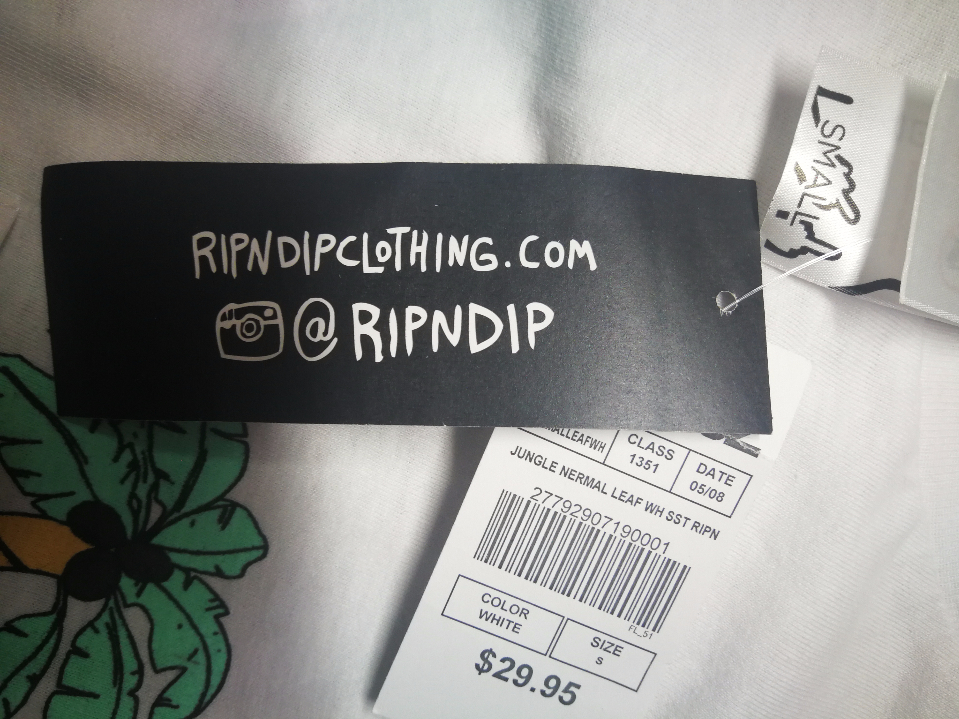 RIPNDIPCLOTHING.COM
@RIPNDIP
SMALL
CLASS
1351
DATE
05/08
JUNGLE NERMAL LEAF WH SST RIPN
27792907190001
FL_51
COLOR
WHITE
SIZE
S
$29.95